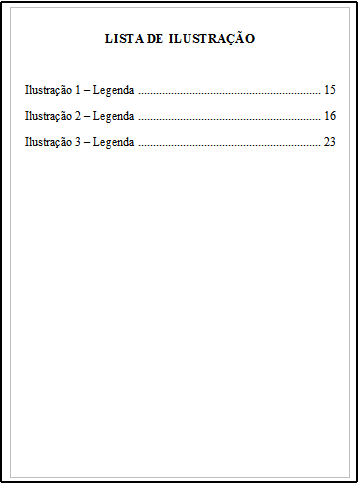 LISTA DE ILUSTRAÇÃO
Ilustração 1 – Legenda ............................................................. 15
Ilustração 2 – Legenda ............................................................. 16
Ilustração 3 – Legenda ............................................................. 23